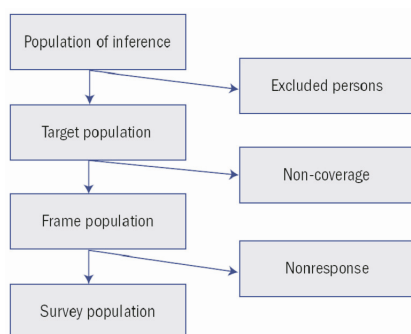 Population of inference
Excluded persons
Target population
Non-coverage
Frame population
Nonresponse
Survey population